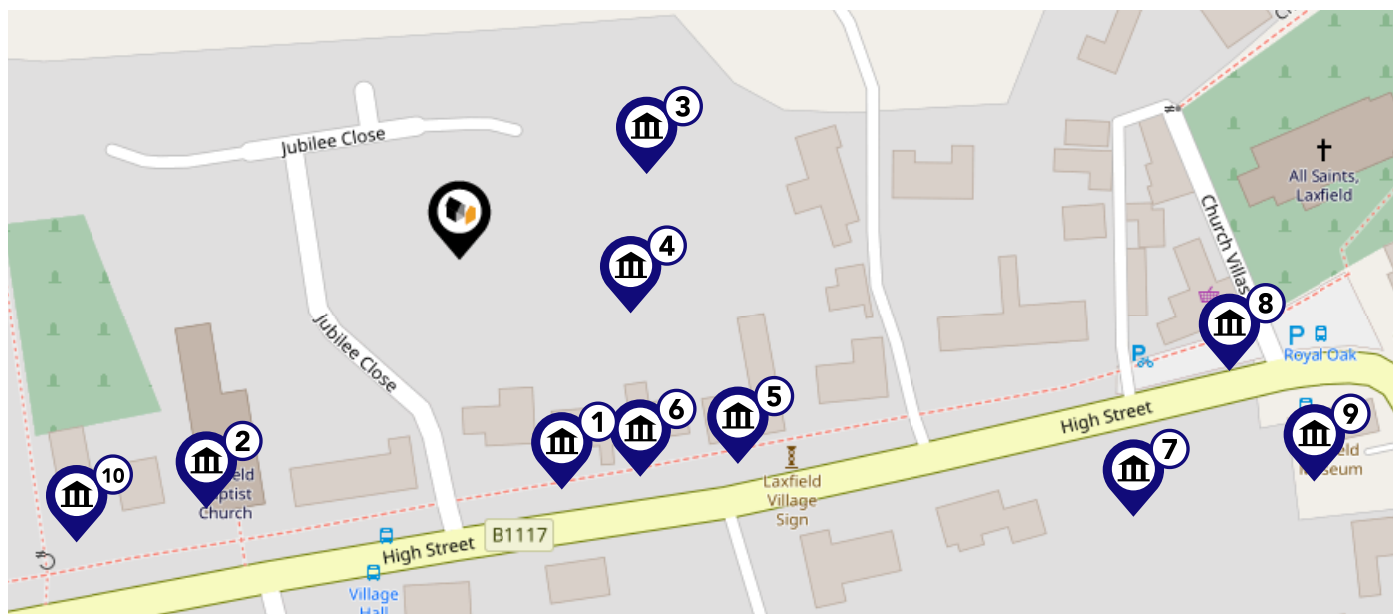 3
Jubilee Close
All Saints,
Laxfield
4
Church Villas
8
P
Royal Oak
Jubilee Close
P
5
1
6
High Street
9
2
7
eld
Museum
10
Laxfield
Village
Sign
Church
High Street
B1117
Village
Hall